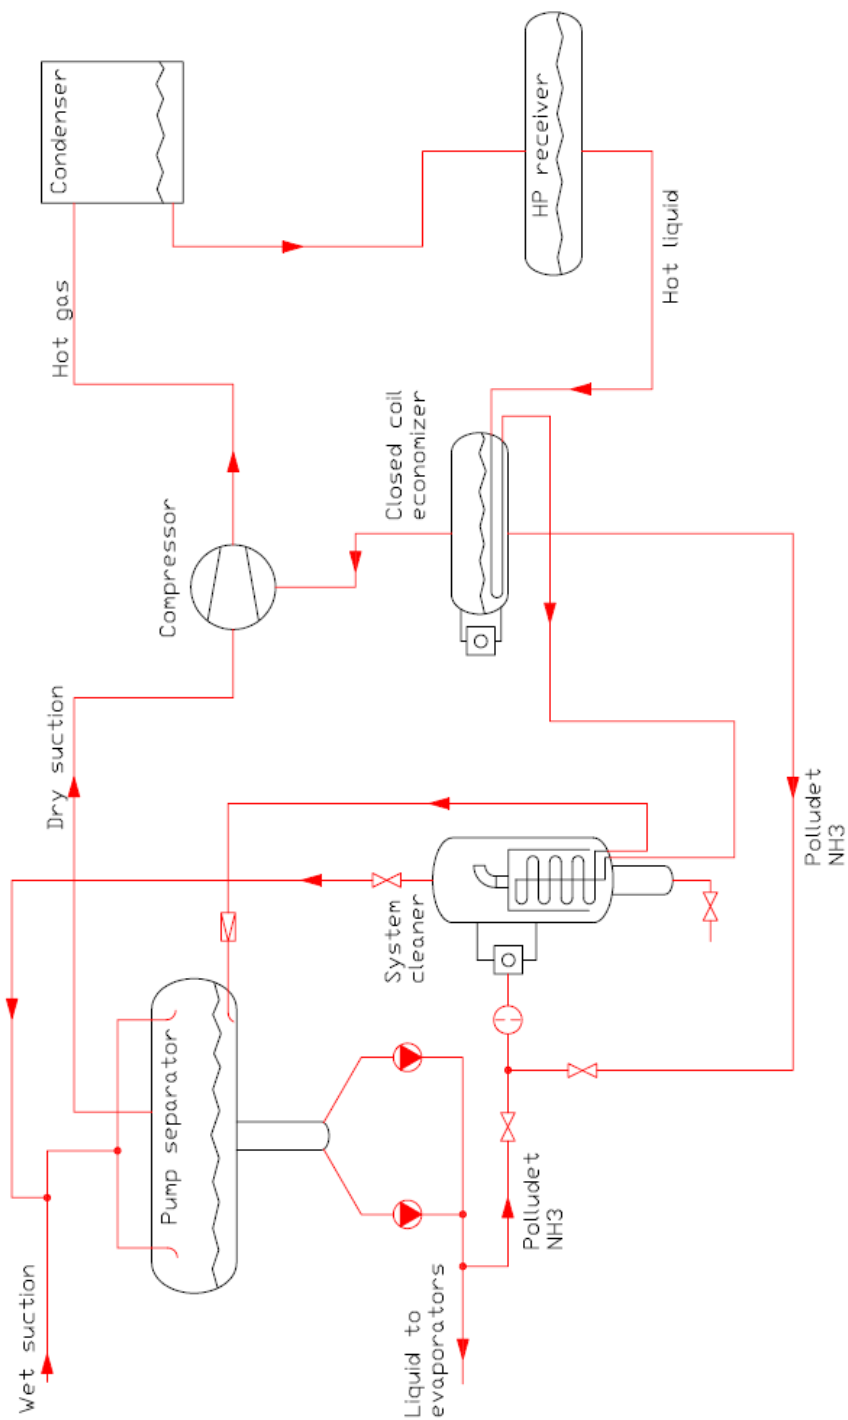 Wet suction
Dry suction
Hot gas
Condenser
Compressor
Pump separator
Liquid to
evaporators
System
cleaner
Closed coil
economizer
HP receiver
Polludet
NH3
Hot liquid
Polludet
NH3